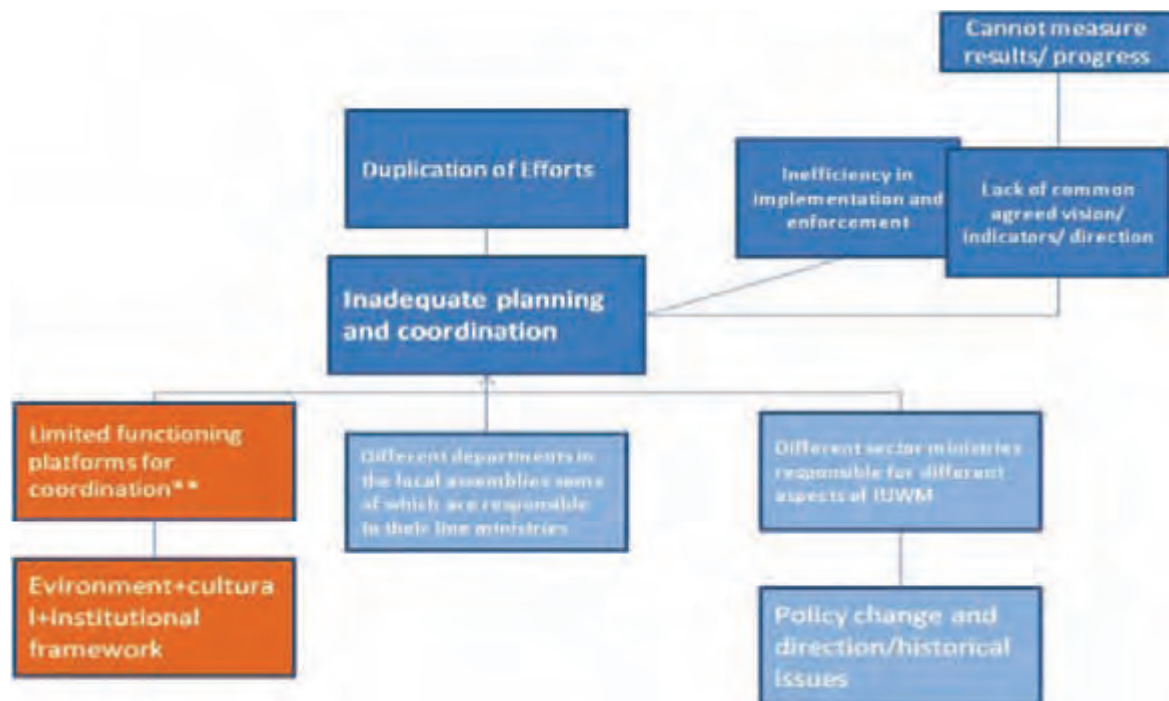 Cannot measure
results/ progress
Duplication of Efforts
Inefficiency in
implementation and
enforcement
Lack of common
agreed vision/
indicators/ direction
Inadequate planning
and coordination
Limited functioning
platforms for
coordination**
Different departments in
the local assemblies some
of which are responsible
to their line ministries
Different sector ministries
responsible for different
aspects of IUWM
Evironment+cultura
l+institutional
framework
Policy change and
direction/historical
issues